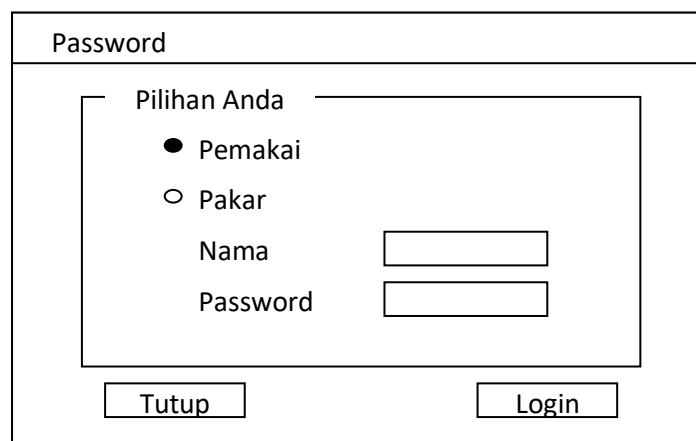 Password
Pilihan Anda
Pemakai
Pakar
Nama
Password
Tutup Login